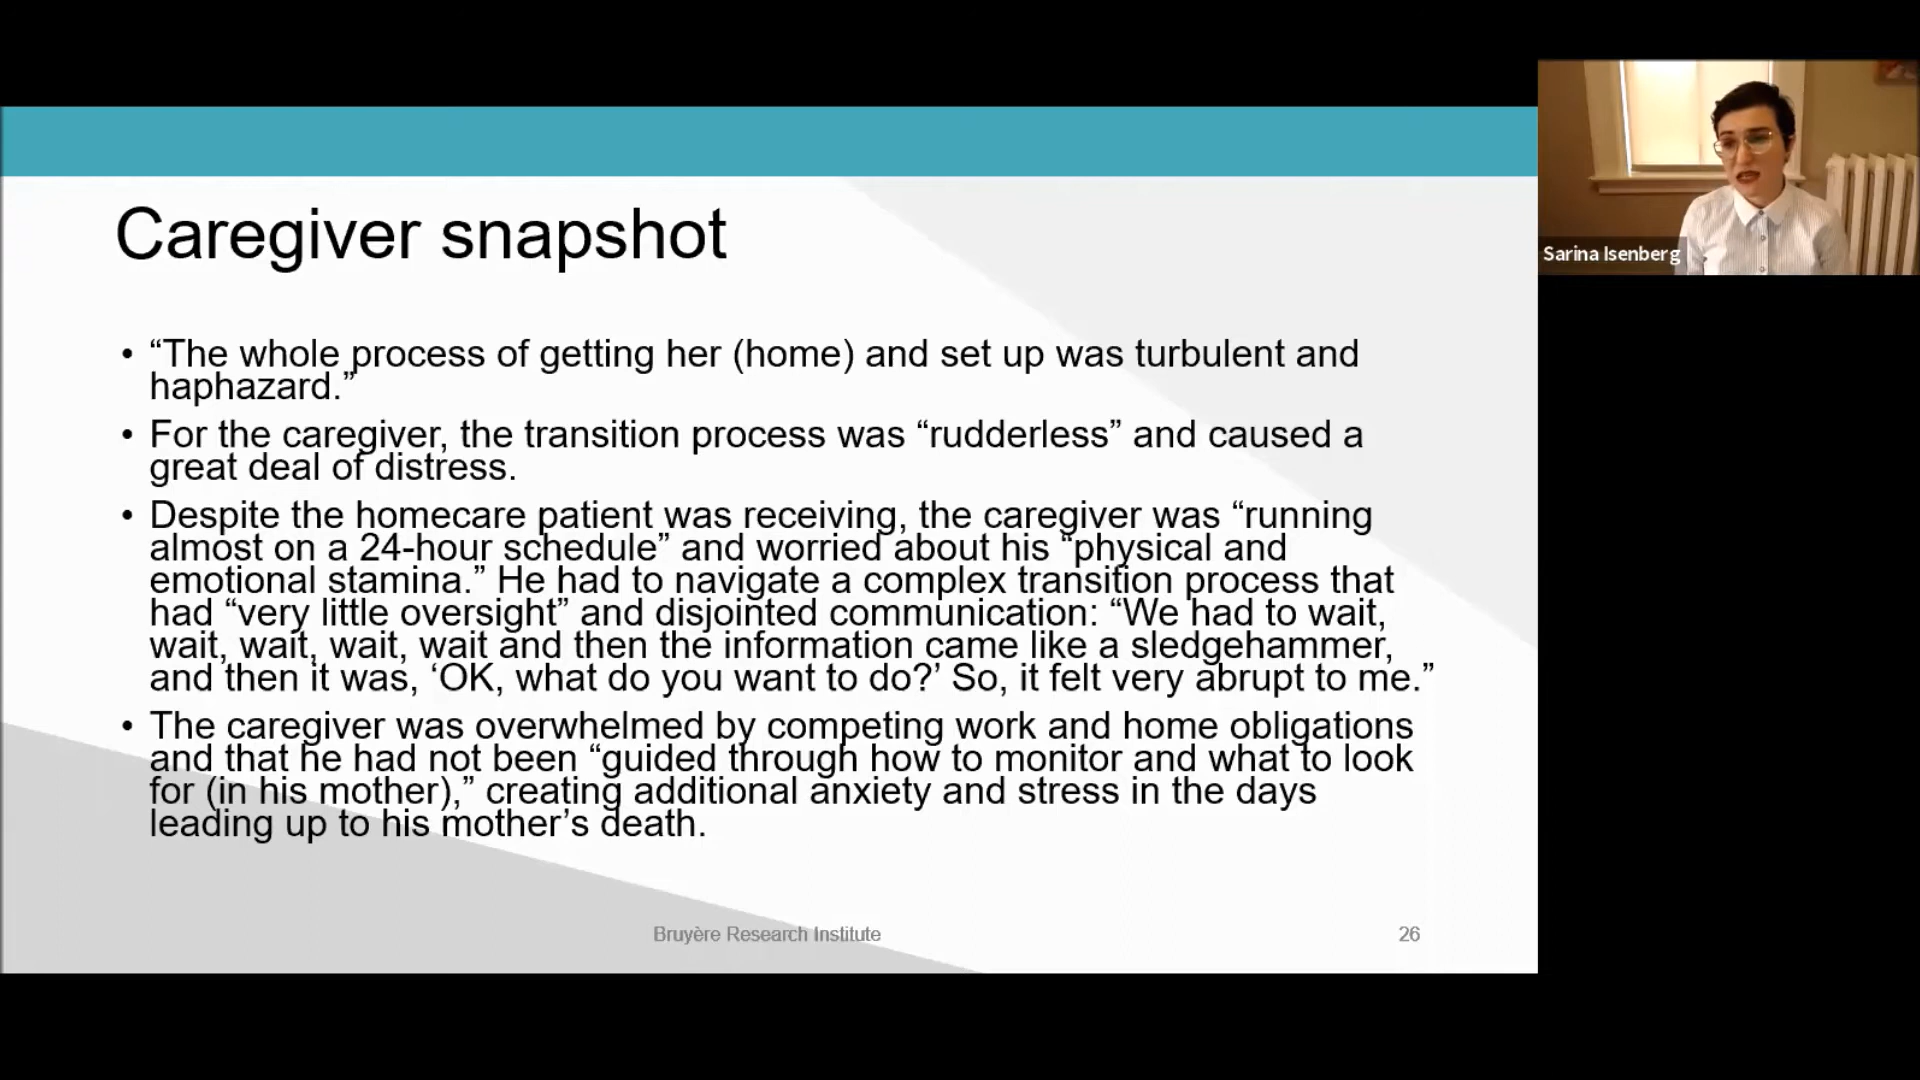 Caregiver snapshot
• “The whole process of getting her (home) and set up was turbulent and
haphazard.”
• For the caregiver, the transition process was “rudderless” and caused a
great deal of distress.
• Despite the homecare patient was receiving, the caregiver was “running
almost on a 24-hour schedule” and worried about his “physical and
emotional stamina.” He had to navigate a complex transition process that
had “very little oversight” and disjointed communication: “We had to wait,
wait, wait, wait, wait and then the information came like a sledgehammer,
and then it was, ‘OK, what do you want to do?’ So, it felt very abrupt to me.”
• The caregiver was overwhelmed by competing work and home obligations
and that he had not been “guided through how to monitor and what to look
for (in his mother),” creating additional anxiety and stress in the days
leading up to his mother’s death.
Bruyère Research Institute
26
Sarina Isenberg